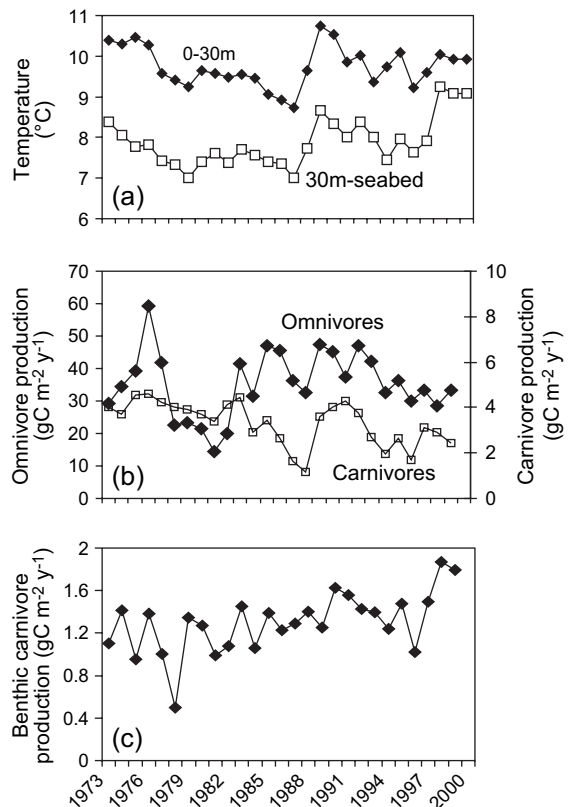 11
10
9
8
7
6
Temperature
(°C)
0-30m
30m-seabed
(a)
70
60
50
40
30
20
10
0
Omnivore production
(gC m-2 y-1)
Omnivores
Carnivores
(b)
10
8
6
4
2
0
Carnivore production
(gC m-2 y-1)
2
1.6
1.2
0.8
0.4
0
Benthic carnivore
production (gC m-2 y-1)
(c)
1973
1976
1979
1982
1985
1988
1991
1994
1997
2000